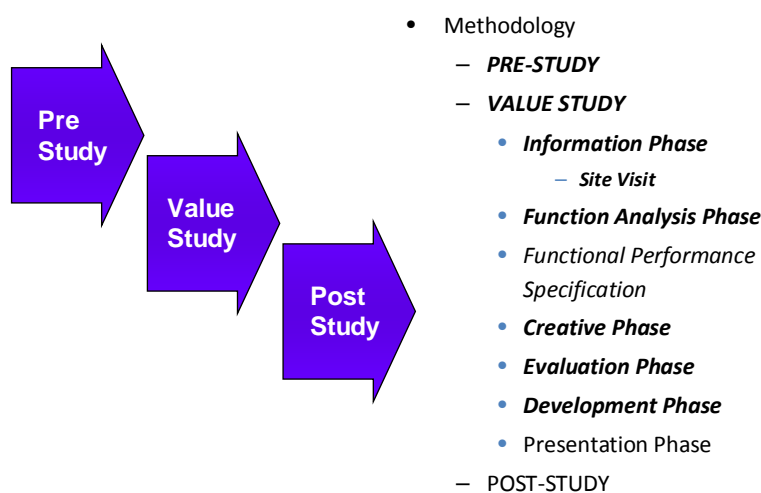 Pre
Study
Value
Study
Post
Study
• Methodology
– PRE-STUDY
– VALUE STUDY
• Information Phase
– Site Visit
• Function Analysis Phase
• Functional Performance
Specification
• Creative Phase
• Evaluation Phase
• Development Phase
• Presentation Phase
– POST-STUDY